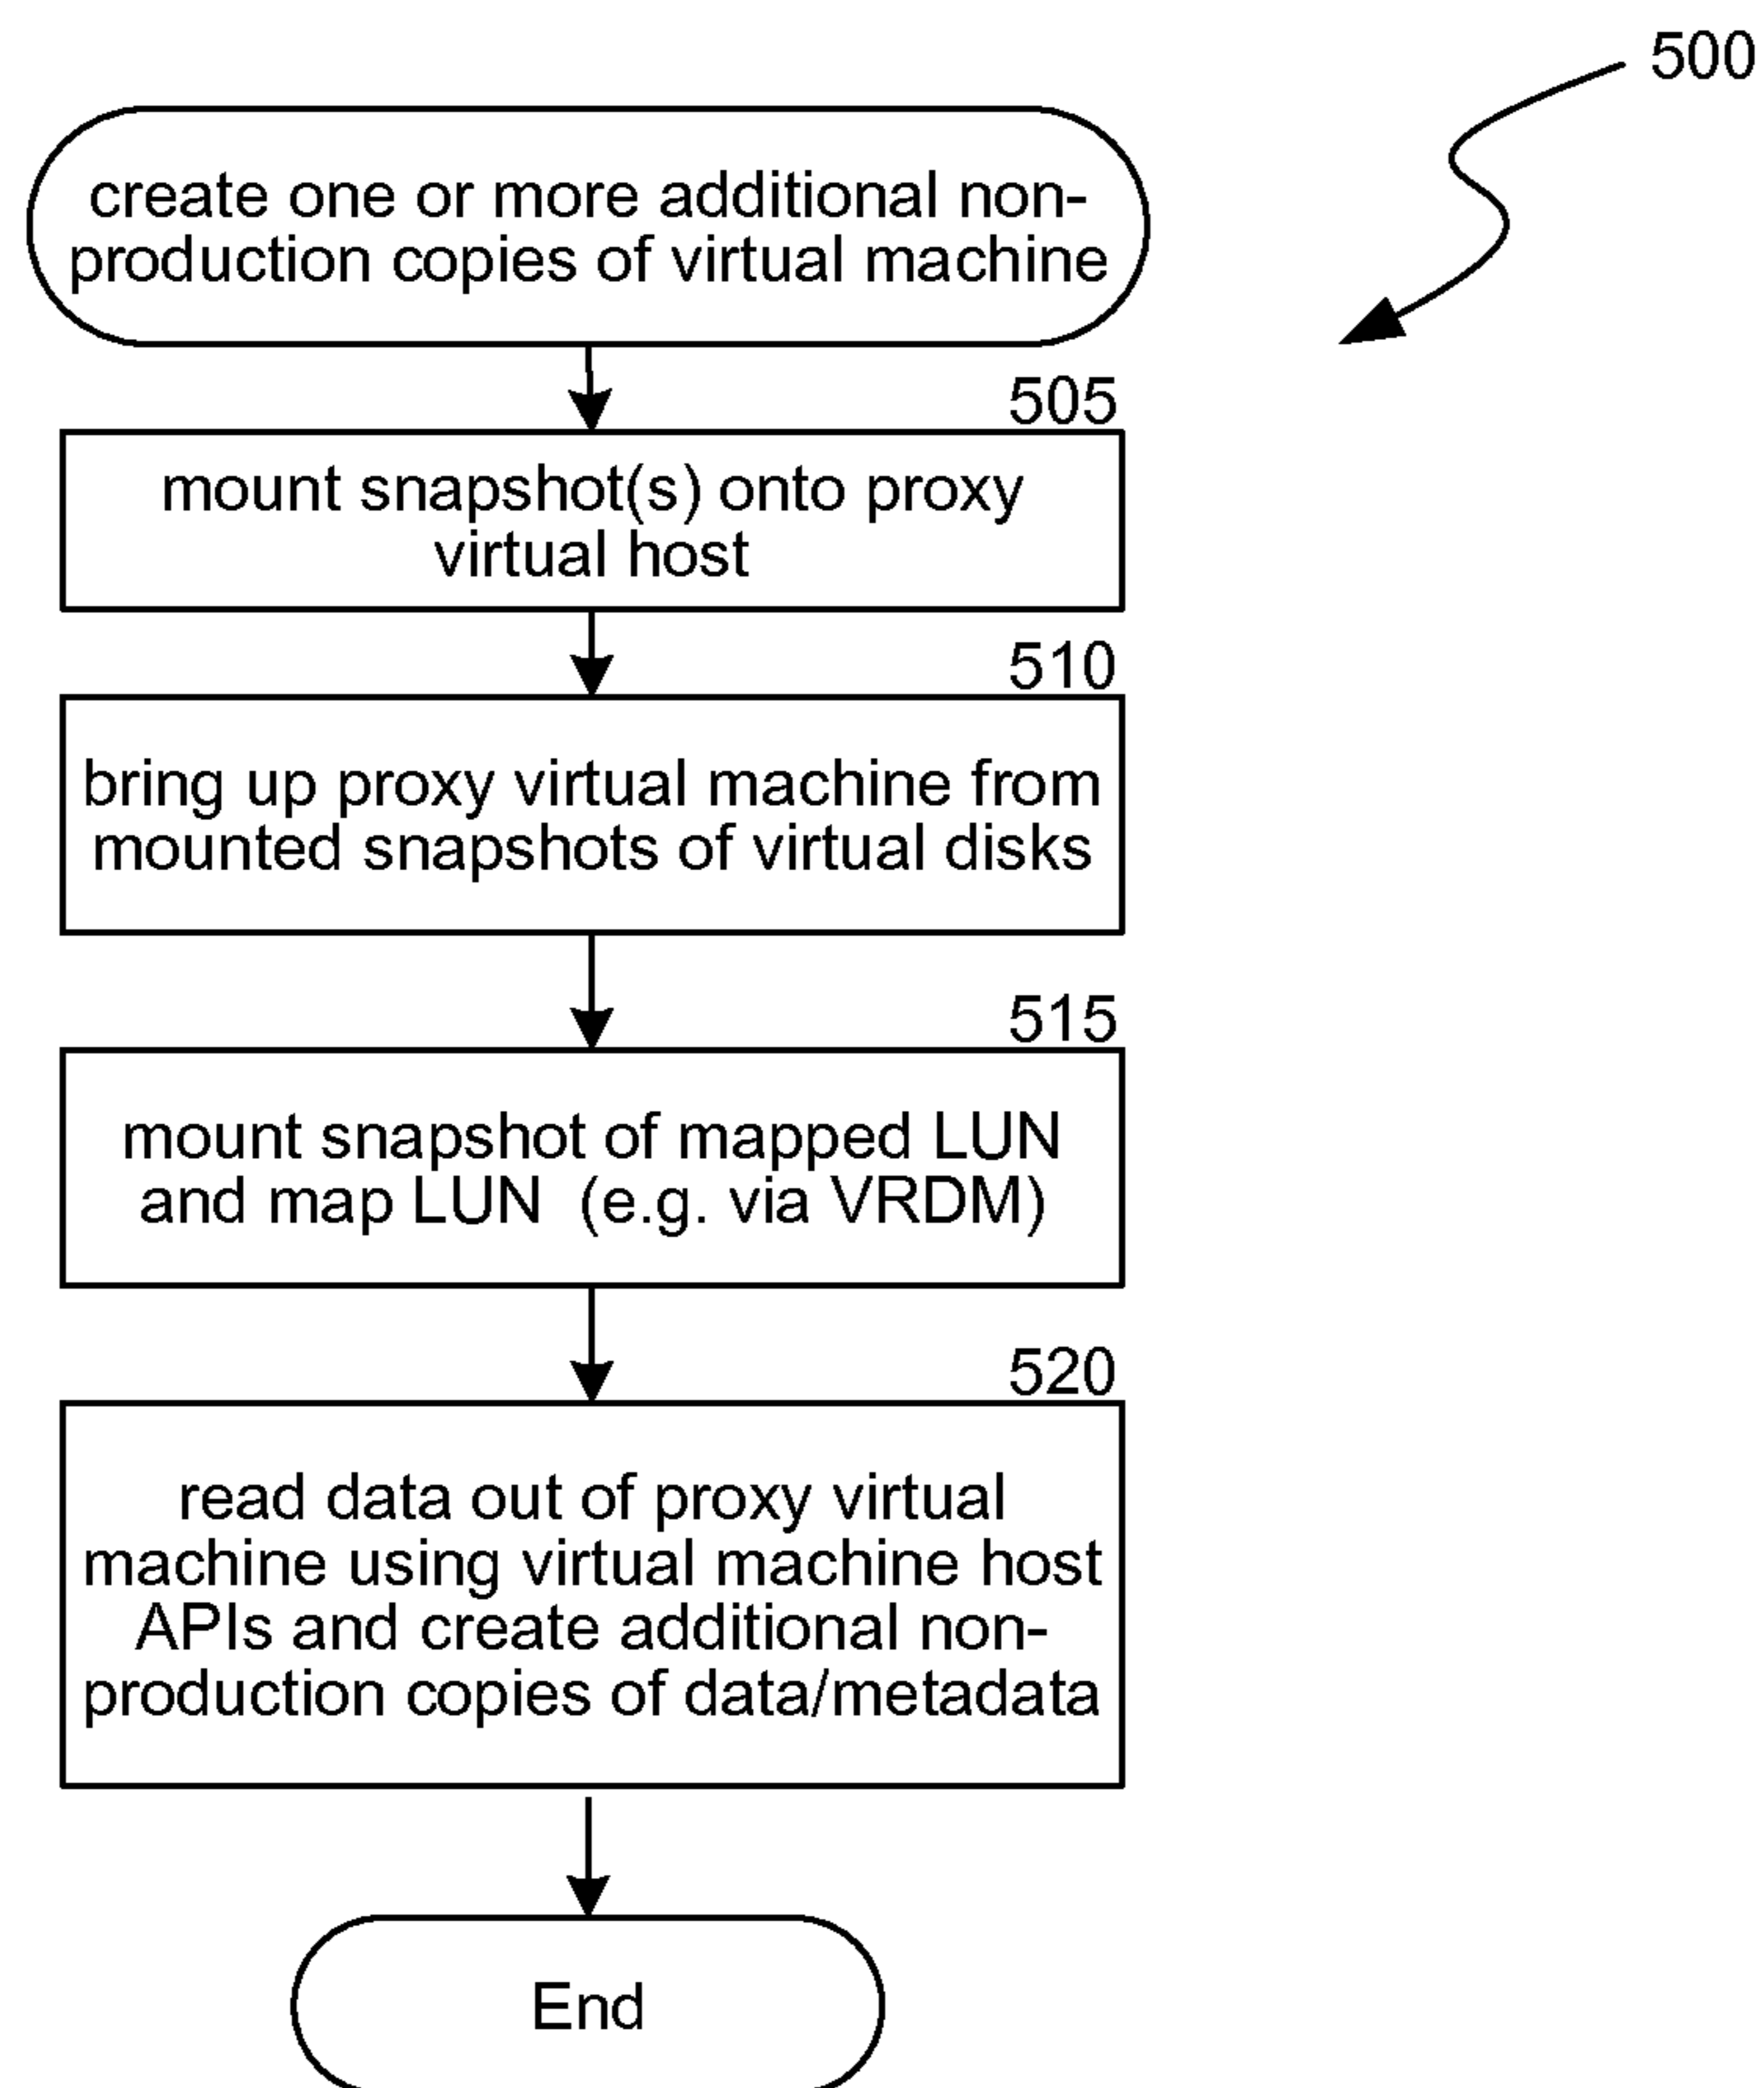 500
create one or more additional non-
production copies of virtual machine
505
mount snapshot(s) onto proxy
virtual host
510
bring up proxy virtual machine from
mounted snapshots of virtual disks
515
mount snapshot of mapped LUN
and map LUN (e.g. via VRDM)
520
read data out of proxy virtual
machine using virtual machine host
APIs and create additional non-
production copies of data/metadata
End